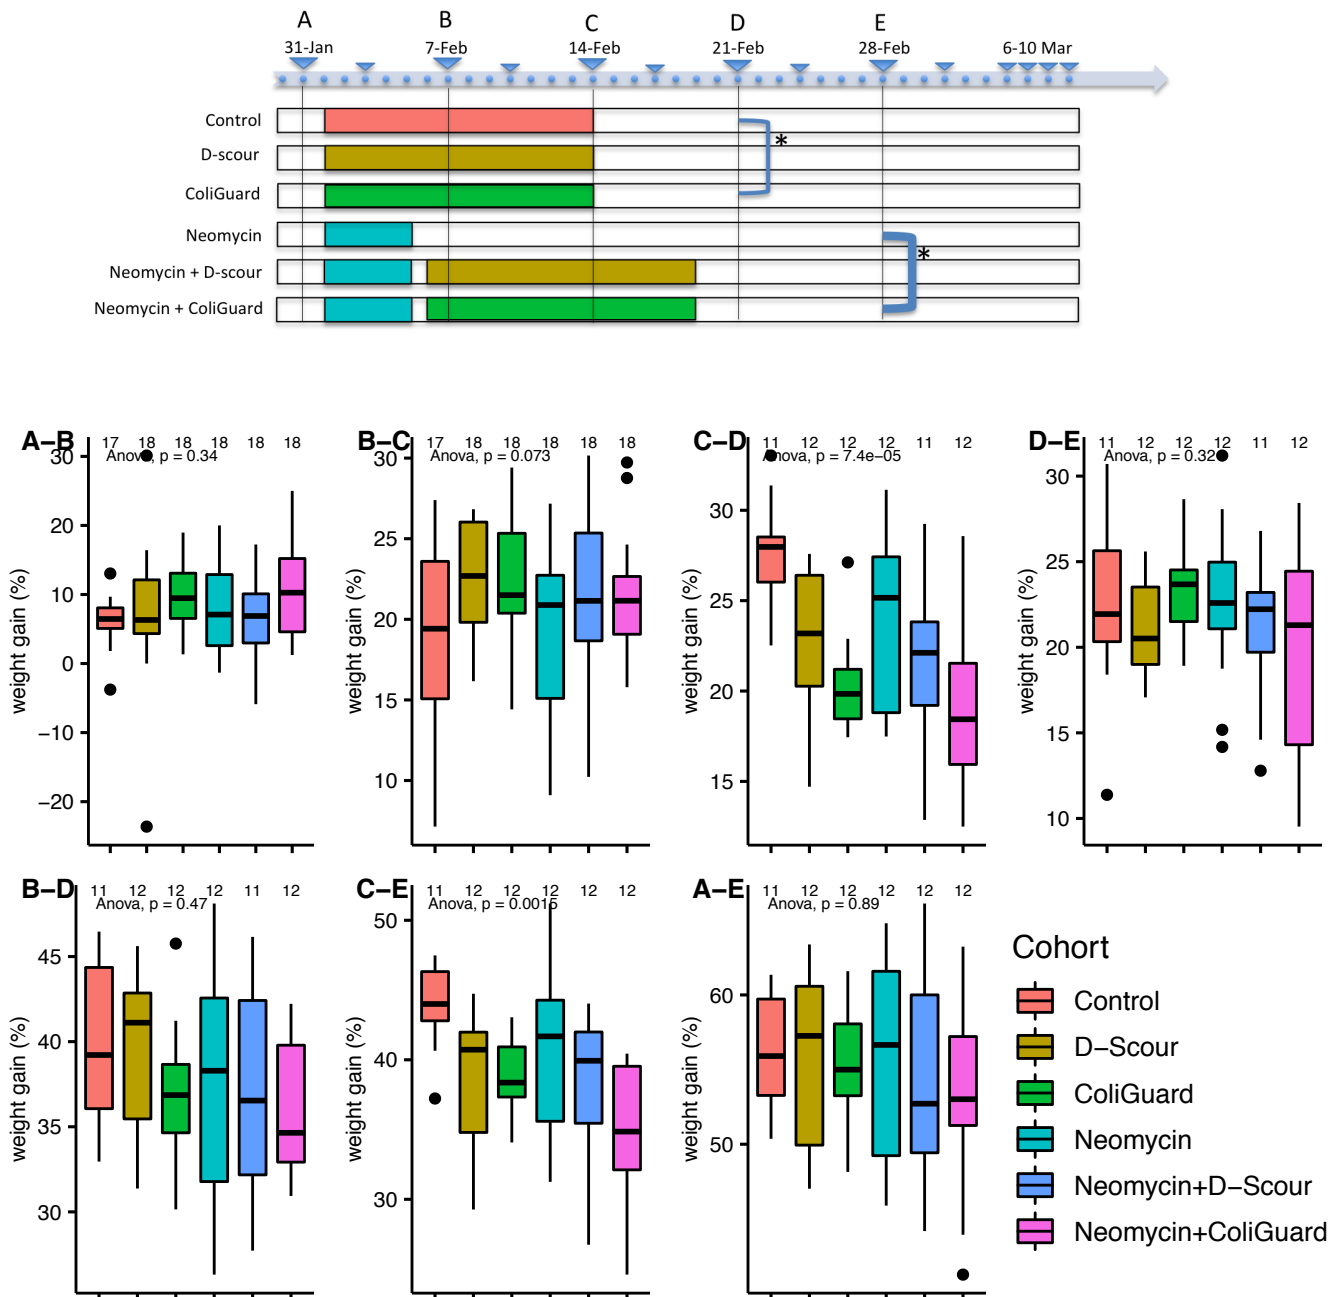 A B C D E
31-Jan 7-Feb 14-Feb 21-Feb 28-Feb 6-10 Mar
Control
*
D-scour
ColiGuard
Neomycin
*
Neomycin + D-scour
Neomycin + ColiGuard
A–B
17 18 18 18 18 18
Anova, p = 0.34
30
20
10
0
−10
−20
weight gain (%)
B–C
17 18 18 18 18 18
Anova, p = 0.073
30
25
20
15
10
weight gain (%)
C–D
11 12 12 12 11 12
Anova, p = 7.4e−05
30
25
20
15
weight gain (%)
D–E
11 12 12 12 11 12
Anova, p = 0.32
30
25
20
15
10
weight gain (%)
B–D
11 12 12 12 11 12
Anova, p = 0.47
45
40
35
30
weight gain (%)
C–E
11 12 12 12 12 12
Anova, p = 0.0015
50
40
30
weight gain (%)
A–E
11 12 12 12 11 12
Anova, p = 0.89
60
50
weight gain (%)
Cohort
Control
D−Scour
ColiGuard
Neomycin
Neomycin+D−Scour
Neomycin+ColiGuard